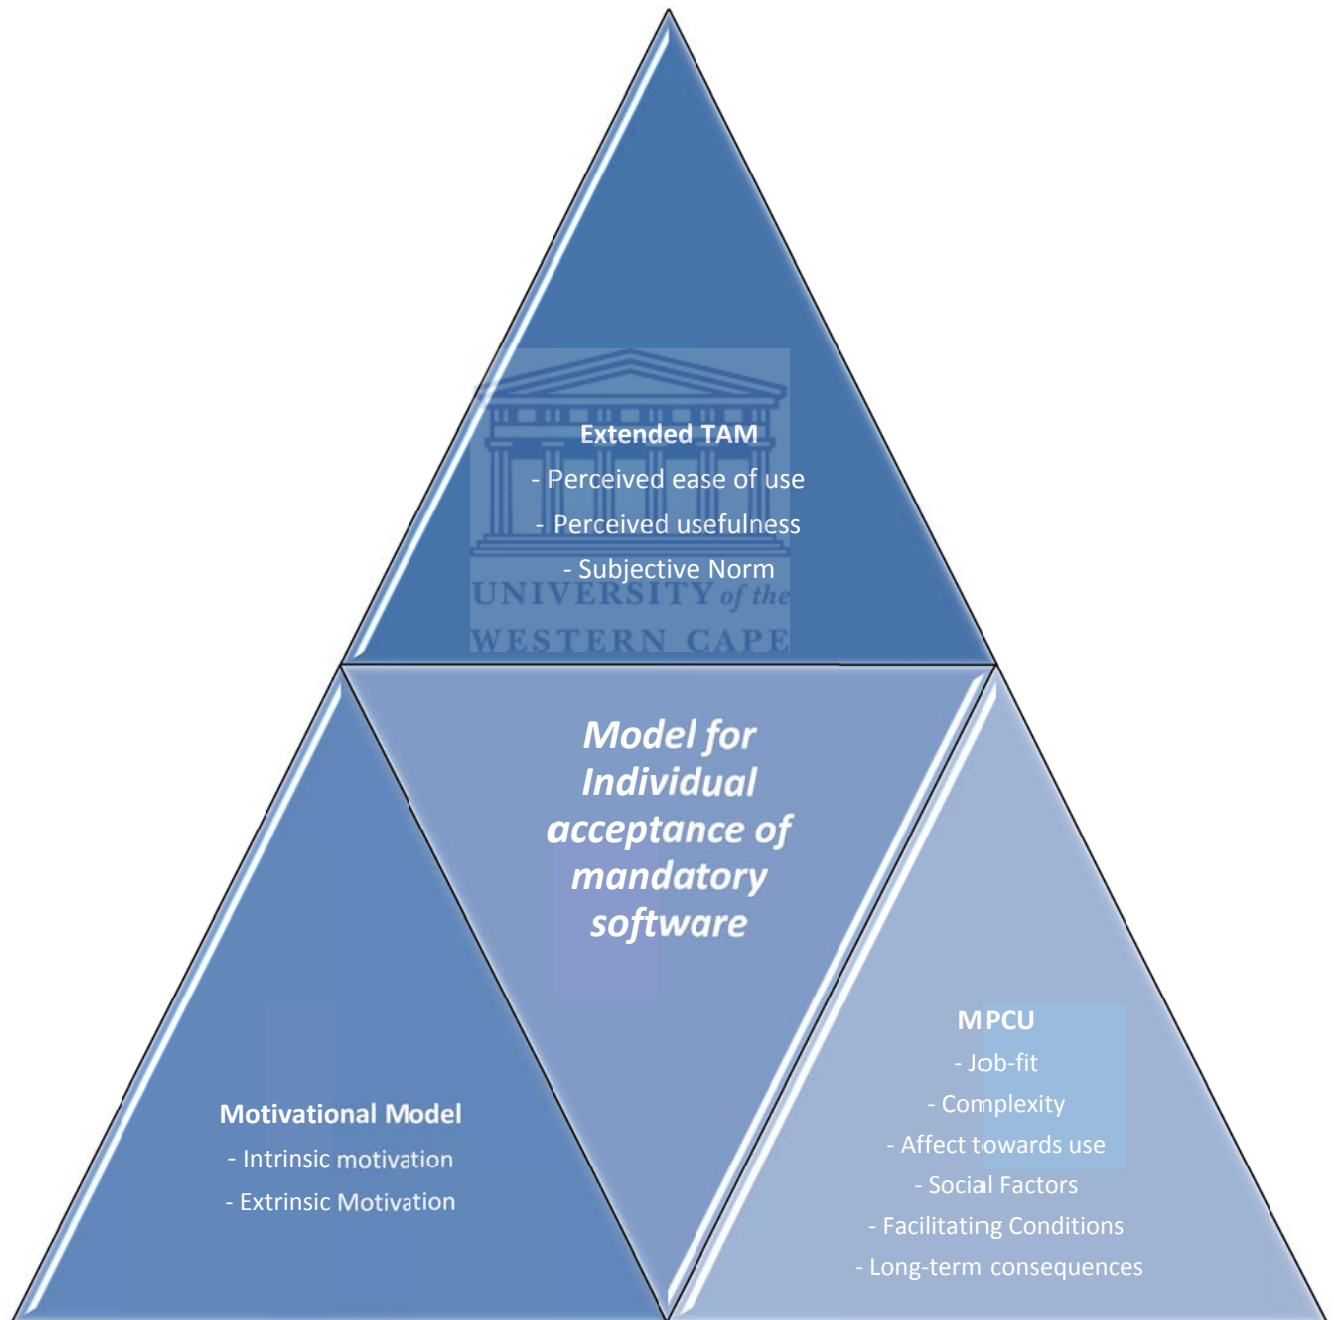 Extended TAM
- Perceived ease of use
- Perceived usefulness
- Subjective Norm
UNIVERSITY of the
WESTERN CAPE
Model for
Individual
acceptance of
mandatory
software
Motivational Model
- Intrinsic motivation
- Extrinsic Motivation
MPCU
- Job-fit
- Complexity
- Affect towards use
- Social Factors
- Facilitating Conditions
- Long-term consequences